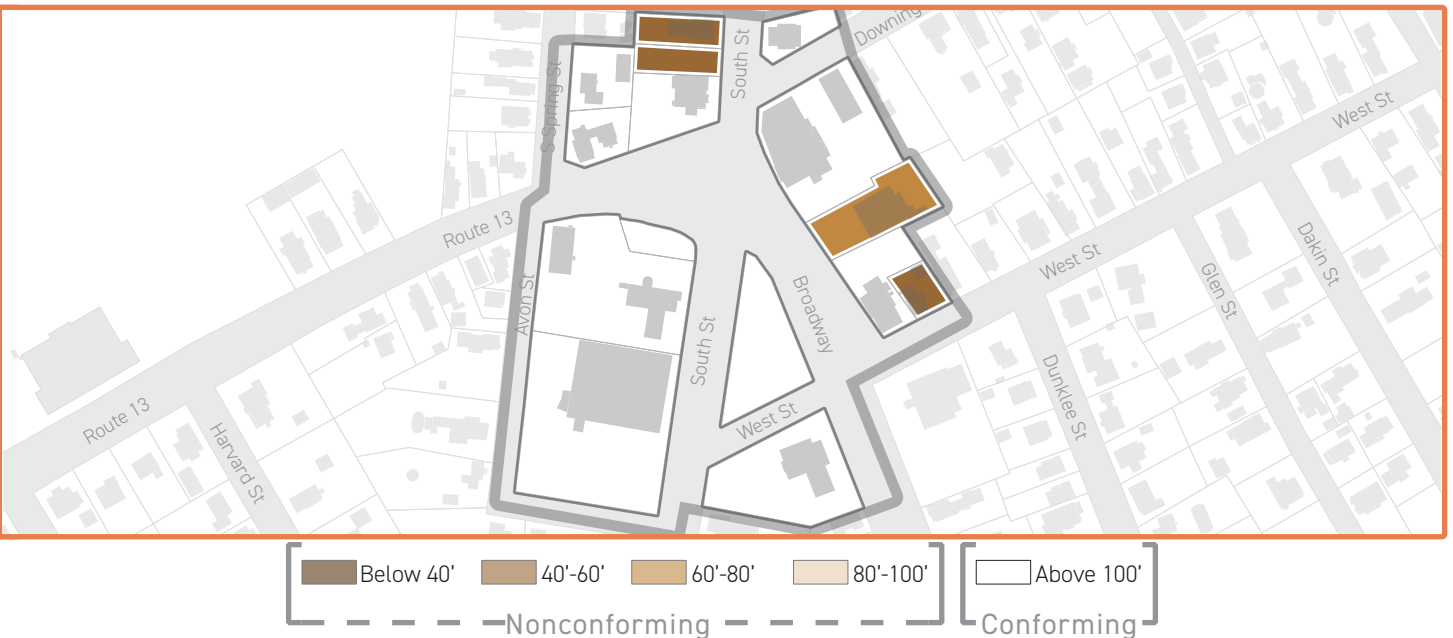 South St
Downing
S Spring St
West St
Route 13
West St
Dakin St
Glen St
Avon St
Broadway
South St
Dunklee St
Route 13
West St
Harvard St
Below 40'
40'-60'
60'-80'
80'-100'
Above 100'
Nonconforming
Conforming